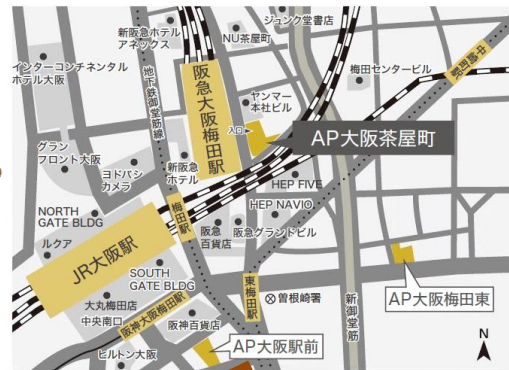 新阪急ホテル
アネックス
ジュンク堂書店
NU茶屋町
インターコンチネンタル
ホテル大阪
地下鉄御堂筋線
阪急大阪梅田駅
ヤンマー
本社ビル
梅田センタービル
中崎町駅
入口
AP大阪茶屋町
グラン
フロント大阪
ヨドバシ
カメラ
新阪急
ホテル
HEP FIVE
HEP NAVIO
NORTH
GATE BLDG
梅田駅
阪急
百貨店
阪急グランドビル
ルクア
JR大阪駅
SOUTH
GATE BLDG
東梅田駅
曽根崎署
新御堂筋
AP大阪梅田東
大丸梅田店
中央南口
阪神大阪梅田駅
阪神百貨店
AP大阪駅前
ヒルトン大阪
N